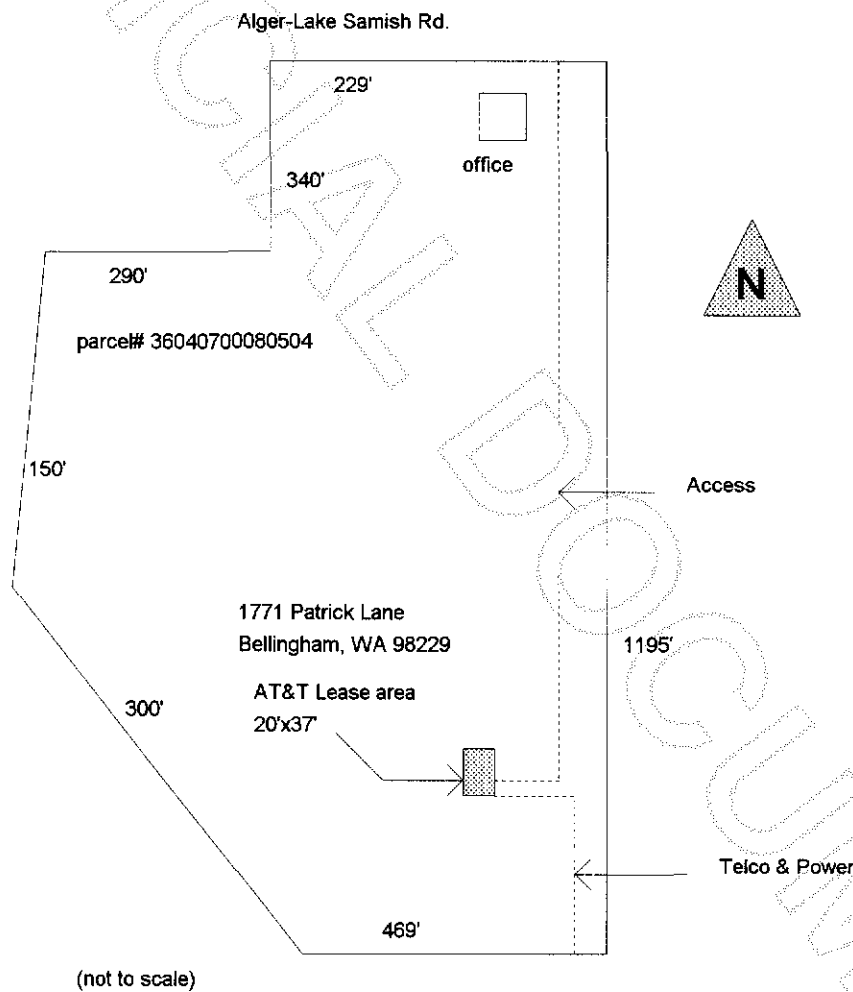 Alger-Lake Samish Rd.
229'
office
340'
290'
N
parcel# 36040700080504
150'
Access
1771 Patrick Lane
Bellingham, WA 98229
1195'
AT&T Lease area
20'x37'
300'
Telco & Power
469'
(not to scale)